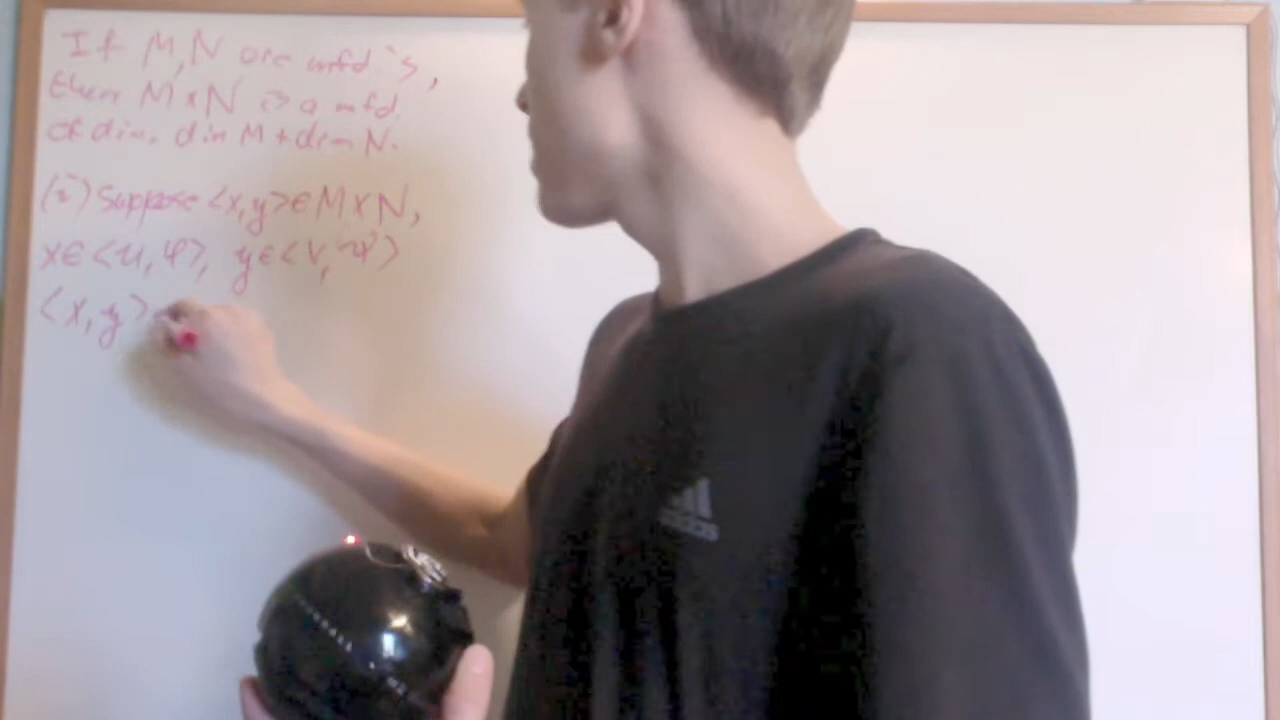 If M,N are mfd.'s,
then M×N is a mfd.
of dim. dim M + dim N.
(i) Suppose <x,y>∈M×N,
x∈<U,φ>, y∈<V,ψ>
<x,y>
adidas